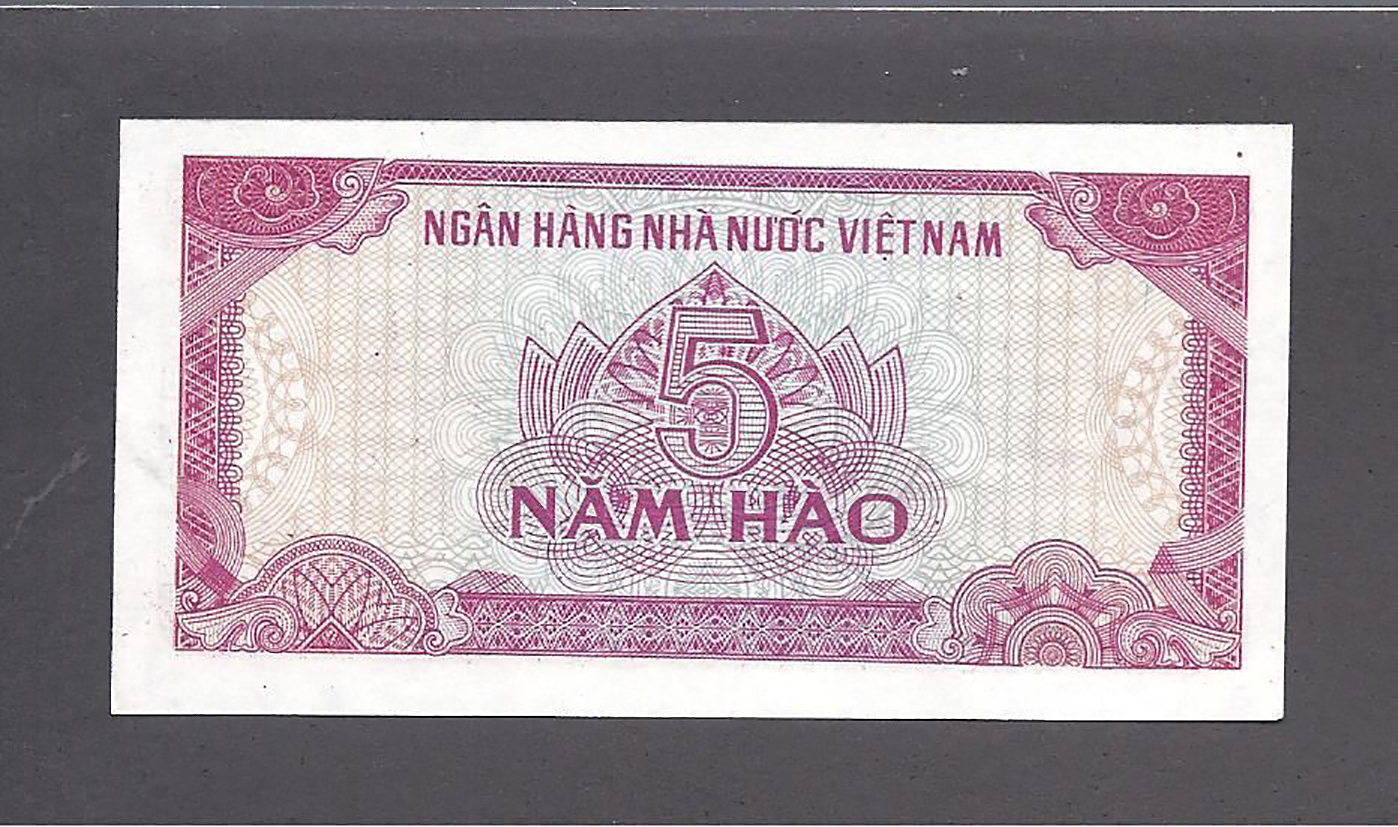 NGÂN HÀNG NHÀ NƯỚC VIỆT NAM
5
NĂM HÀO